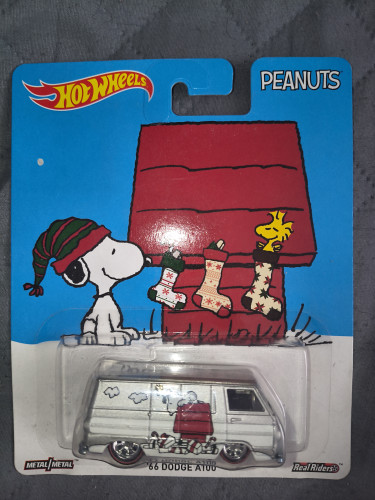 HOT WHEELS
PEANUTS
'66 DODGE A100
METAL/METAL
Real Riders